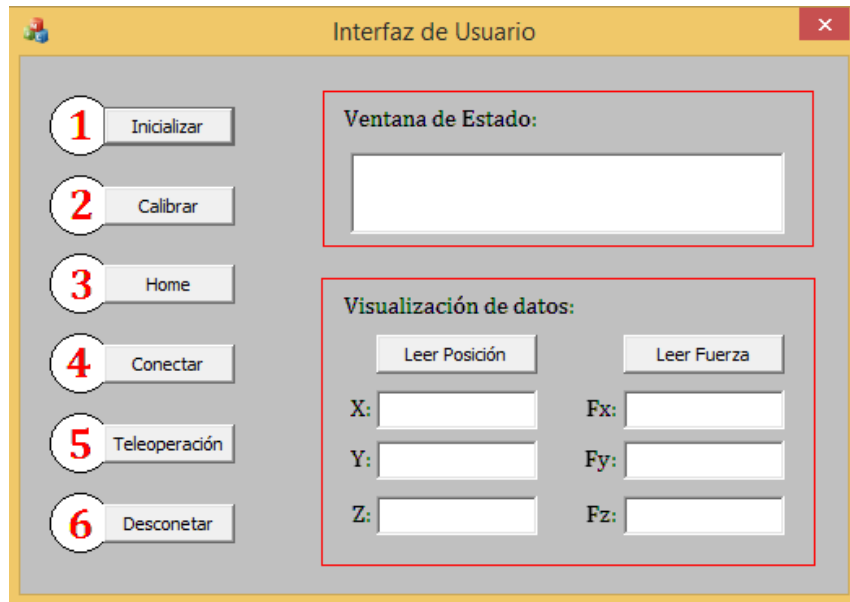 Interfaz de Usuario
1 Inicializar
2 Calibrar
3 Home
4 Conectar
5 Teleoperación
6 Desconetar
Ventana de Estado:
Visualización de datos:
Leer Posición Leer Fuerza
X: Fx:
Y: Fy:
Z: Fz: